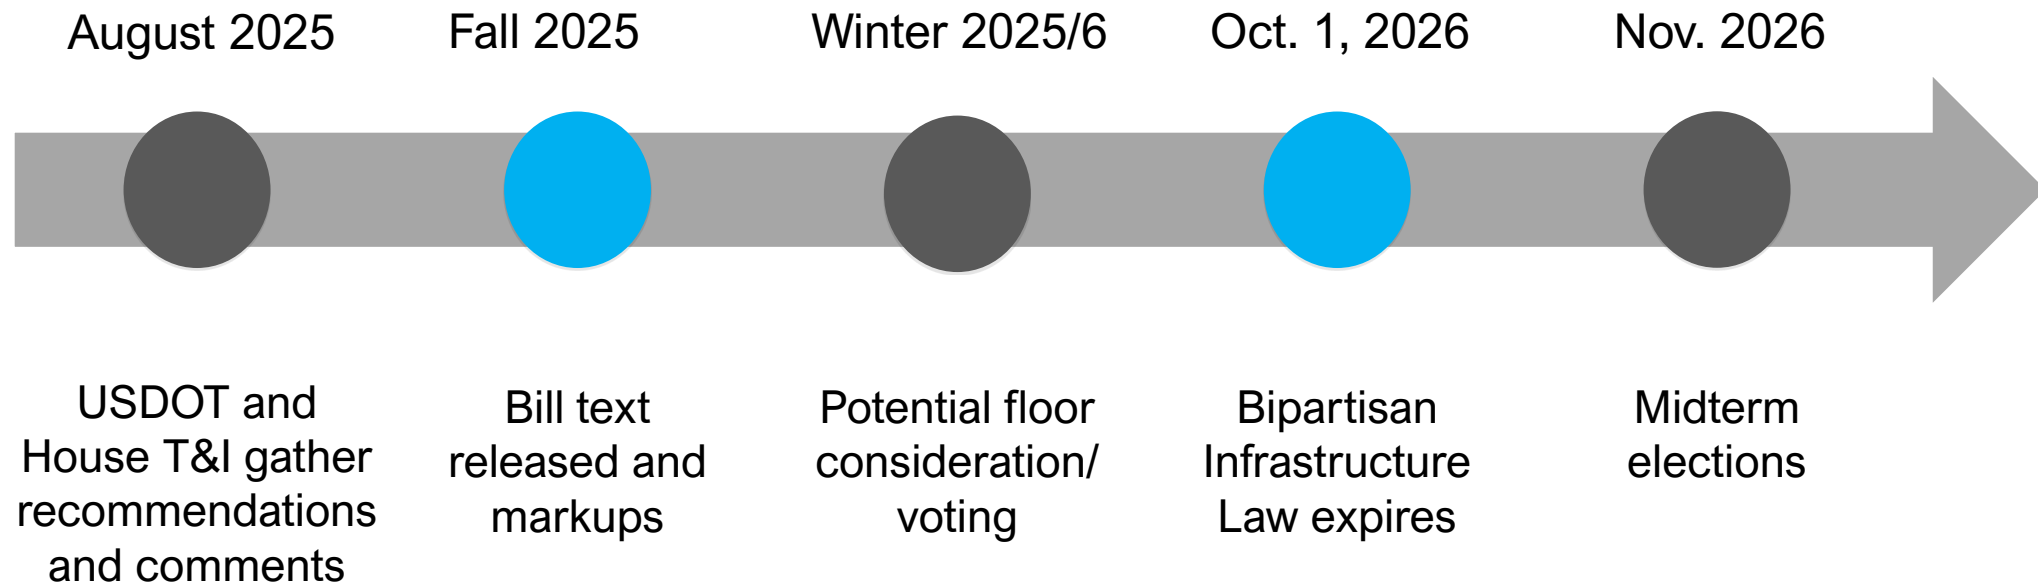 August 2025
Fall 2025
Winter 2025/6
Oct. 1, 2026
Nov. 2026
USDOT and
House T&I gather
recommendations
and comments
Bill text
released and
markups
Potential floor
consideration/
voting
Bipartisan
Infrastructure
Law expires
Midterm
elections